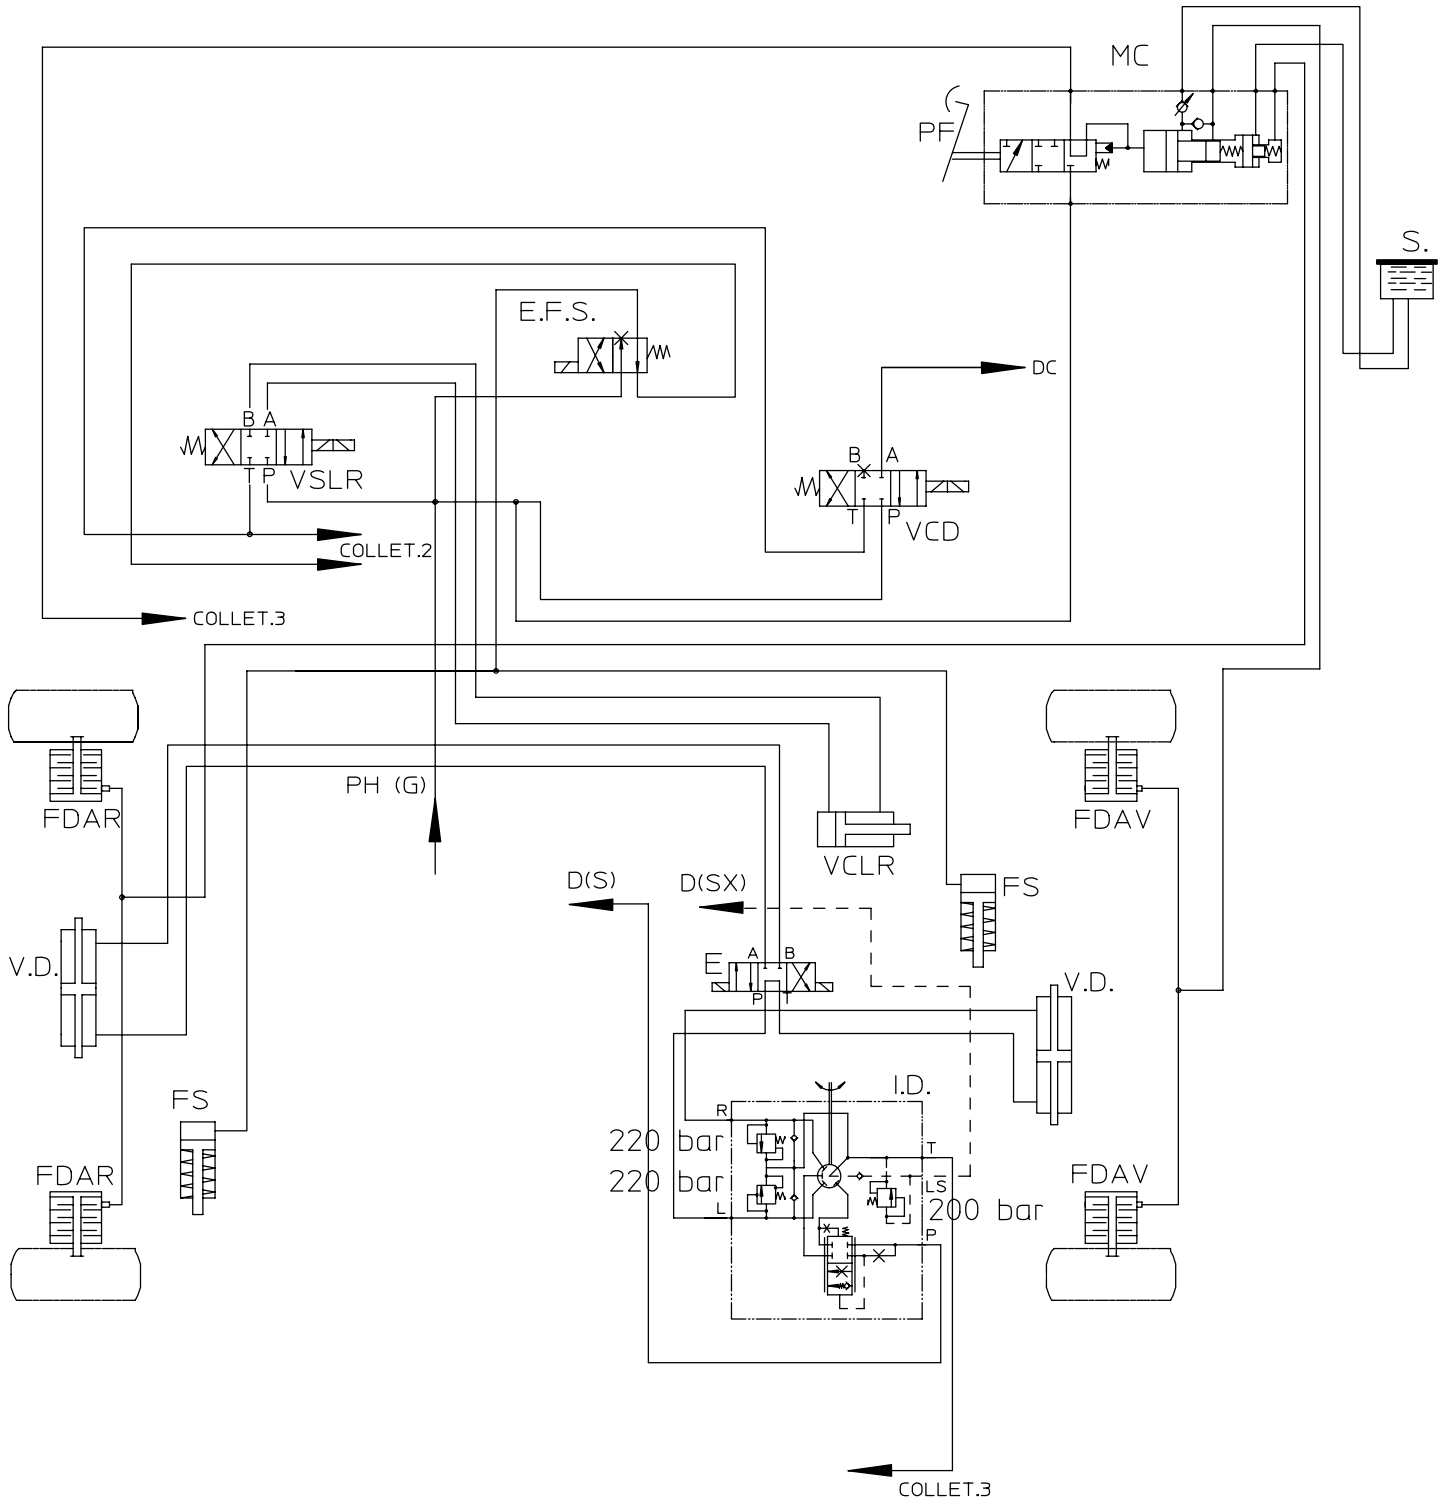 MC
PF
S.
E.F.S.
DC
B A
T P
VSLR
B A
T P
VCD
COLLET.2
COLLET.3
PH (G)
FDAR
FDAV
VCLR
D(S)
D(SX)
FS
V.D.
E
A B
P T
V.D.
I.D.
FS
R
220 bar
T
220 bar
LS
L
200 bar
P
FDAR
FDAV
COLLET.3